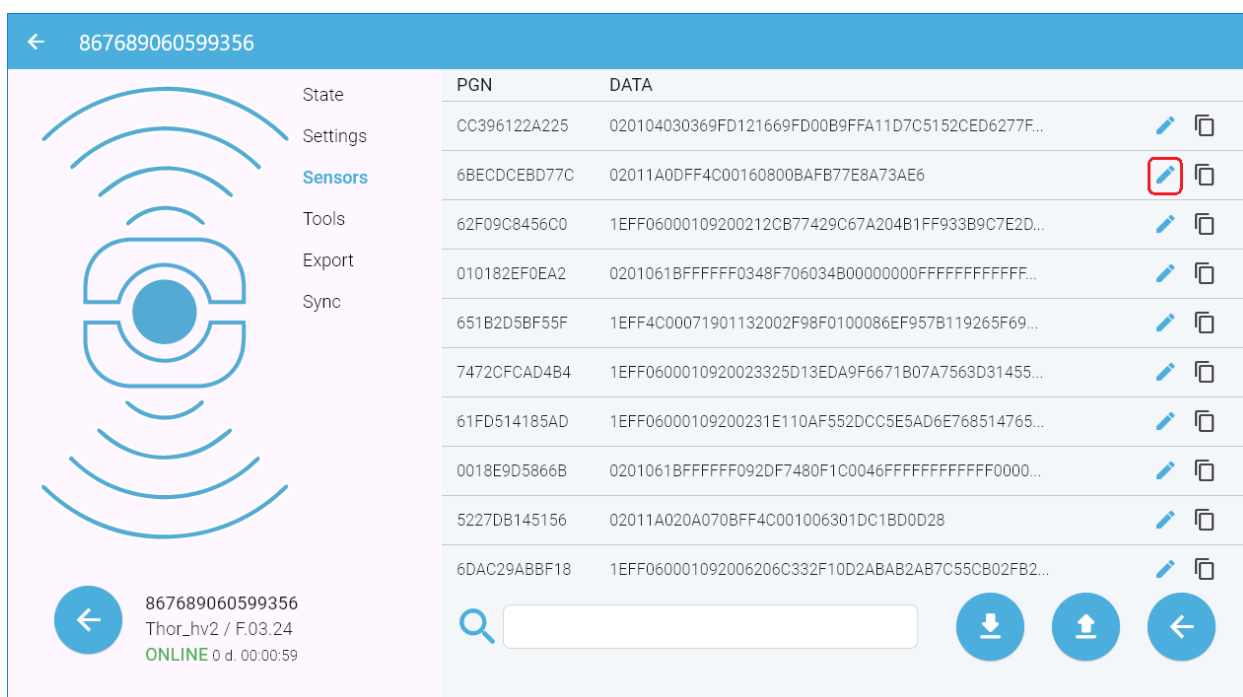 867689060599356
State
Settings
Sensors
Tools
Export
Sync
867689060599356
Thor_hv2 / F.03.24
ONLINE 0 d. 00:00:59
PGN DATA
CC396122A225 020104030369FD121669FD00B9FFA11D7C5152CED6277F...
6BECDCEBD77C 02011A0DFF4C00160800BAFB77E8A73AE6
62F09C8456C0 1EFF06000109200212CB77429C67A204B1FF933B9C7E2D...
010182EF0EA2 0201061BFFFFFF0348F706034B00000000FFFFFFFFFFFF...
651B2D5BF55F 1EFF4C00071901132002F98F0100086EF957B119265F69...
7472CFCAD4B4 1EFF0600010920023325D13EDA9F6671B07A7563D31455...
61FD514185AD 1EFF06000109200231E110AF552DCC5E5AD6E768514765...
0018E9D5866B 0201061BFFFFFF092DF7480F1C0046FFFFFFFFFFFF0000...
5227DB145156 02011A020A070BFF4C001006301DC1BD0D28
6DAC29ABBF18 1EFF060001092006206C332F10D2ABAB2AB7C55CB02FB2...